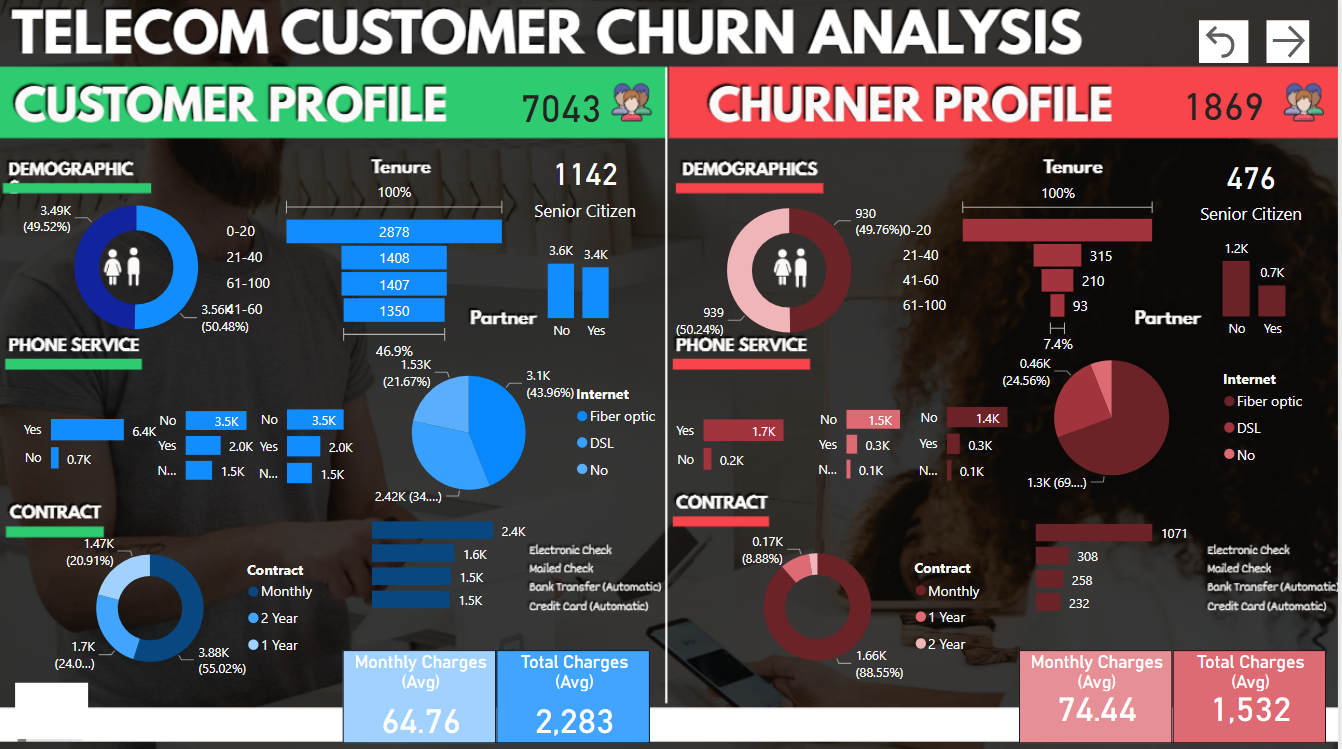 TELECOM CUSTOMER CHURN ANALYSIS
CUSTOMER PROFILE
7043
DEMOGRAPHIC
3.49K
(49.52%)
3.56K
(50.48%)
Tenure
100%
0-20
2878
21-40
1408
61-100
1407
41-60
1350
46.9%
1142
Senior Citizen
3.6K
3.4K
No
Yes
Partner
PHONE SERVICE
Yes
6.4K
No
0.7K
No
3.5K
Yes
2.0K
N...
1.5K
No
3.5K
Yes
2.0K
N...
1.5K
1.53K
(21.67%)
3.1K
(43.96%)
2.42K (34....)
Internet
Fiber optic
DSL
No
CONTRACT
1.47K
(20.91%)
1.7K
(24.0...)
3.88K
(55.02%)
Contract
Monthly
2 Year
1 Year
2.4K
1.6K
1.5K
1.5K
Electronic Check
Mailed Check
Bank Transfer (Automatic)
Credit Card (Automatic)
Monthly Charges
(Avg)
64.76
Total Charges
(Avg)
2,283
CHURNER PROFILE
1869
DEMOGRAPHICS
930
(49.76%)
939
(50.24%)
Tenure
100%
0-20
21-40
315
41-60
210
61-100
93
7.4%
476
Senior Citizen
1.2K
0.7K
No
Yes
Partner
PHONE SERVICE
Yes
1.7K
No
0.2K
No
1.5K
Yes
0.3K
N...
0.1K
No
1.4K
Yes
0.3K
N...
0.1K
0.46K
(24.56%)
1.3K (69....)
Internet
Fiber optic
DSL
No
CONTRACT
0.17K
(8.88%)
1.66K
(88.55%)
Contract
Monthly
1 Year
2 Year
1071
308
258
232
Electronic Check
Mailed Check
Bank Transfer (Automatic)
Credit Card (Automatic)
Monthly Charges
(Avg)
74.44
Total Charges
(Avg)
1,532